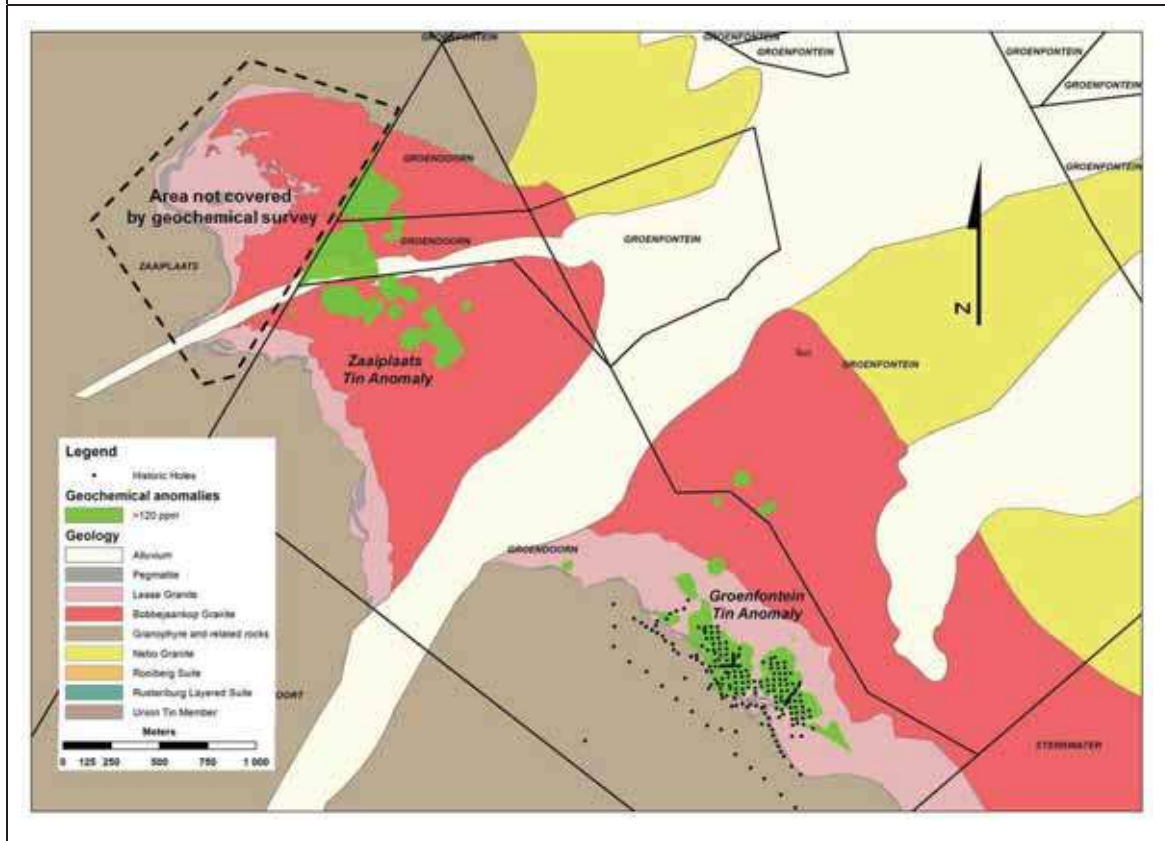 GROENFONTEIN
GROENFONTEIN
GROENFONTEIN
GROENFONTEIN
GROENFONTEIN
GROENFONTEIN
GROENDOORN
Area not covered
by geochemical survey
GROENDOORN
GROENFONTEIN
ZAAIPLAATS
N
Zaaiplaats
Tin Anomaly
GROENFONTEIN
GROENDOORN
Groenfontein
Tin Anomaly
STERKWATER
OORT
Legend
Historic Holes
Geochemical anomalies
>120 ppm
Geology
Alluvium
Pegmatite
Lease Granite
Bobbejaankop Granite
Granophyre and related rocks
Nebo Granite
Rooiberg Suite
Rustenburg Layered Suite
Union Tin Member
Meters
0 125 250 500 750 1 000